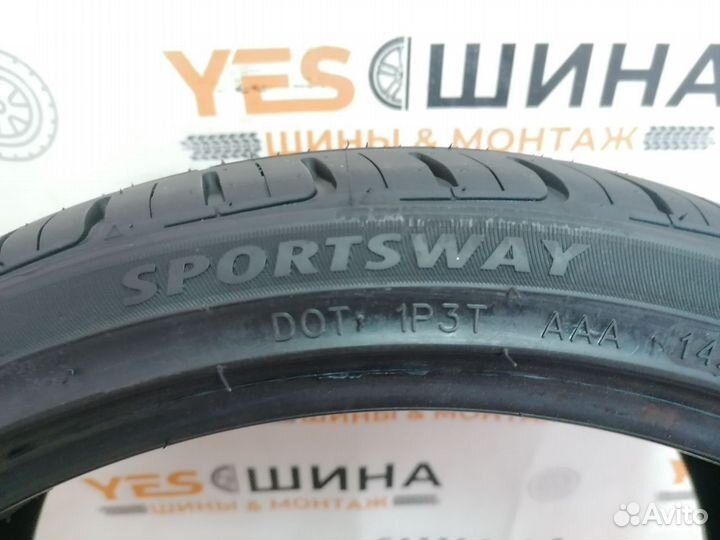 YES ШИНА
ШИНЫ & МОНТАЖ
SPORTSWAY
DOT 1P3T AAA
YES ШИНА
ШИНЫ & МОНТАЖ
Avito